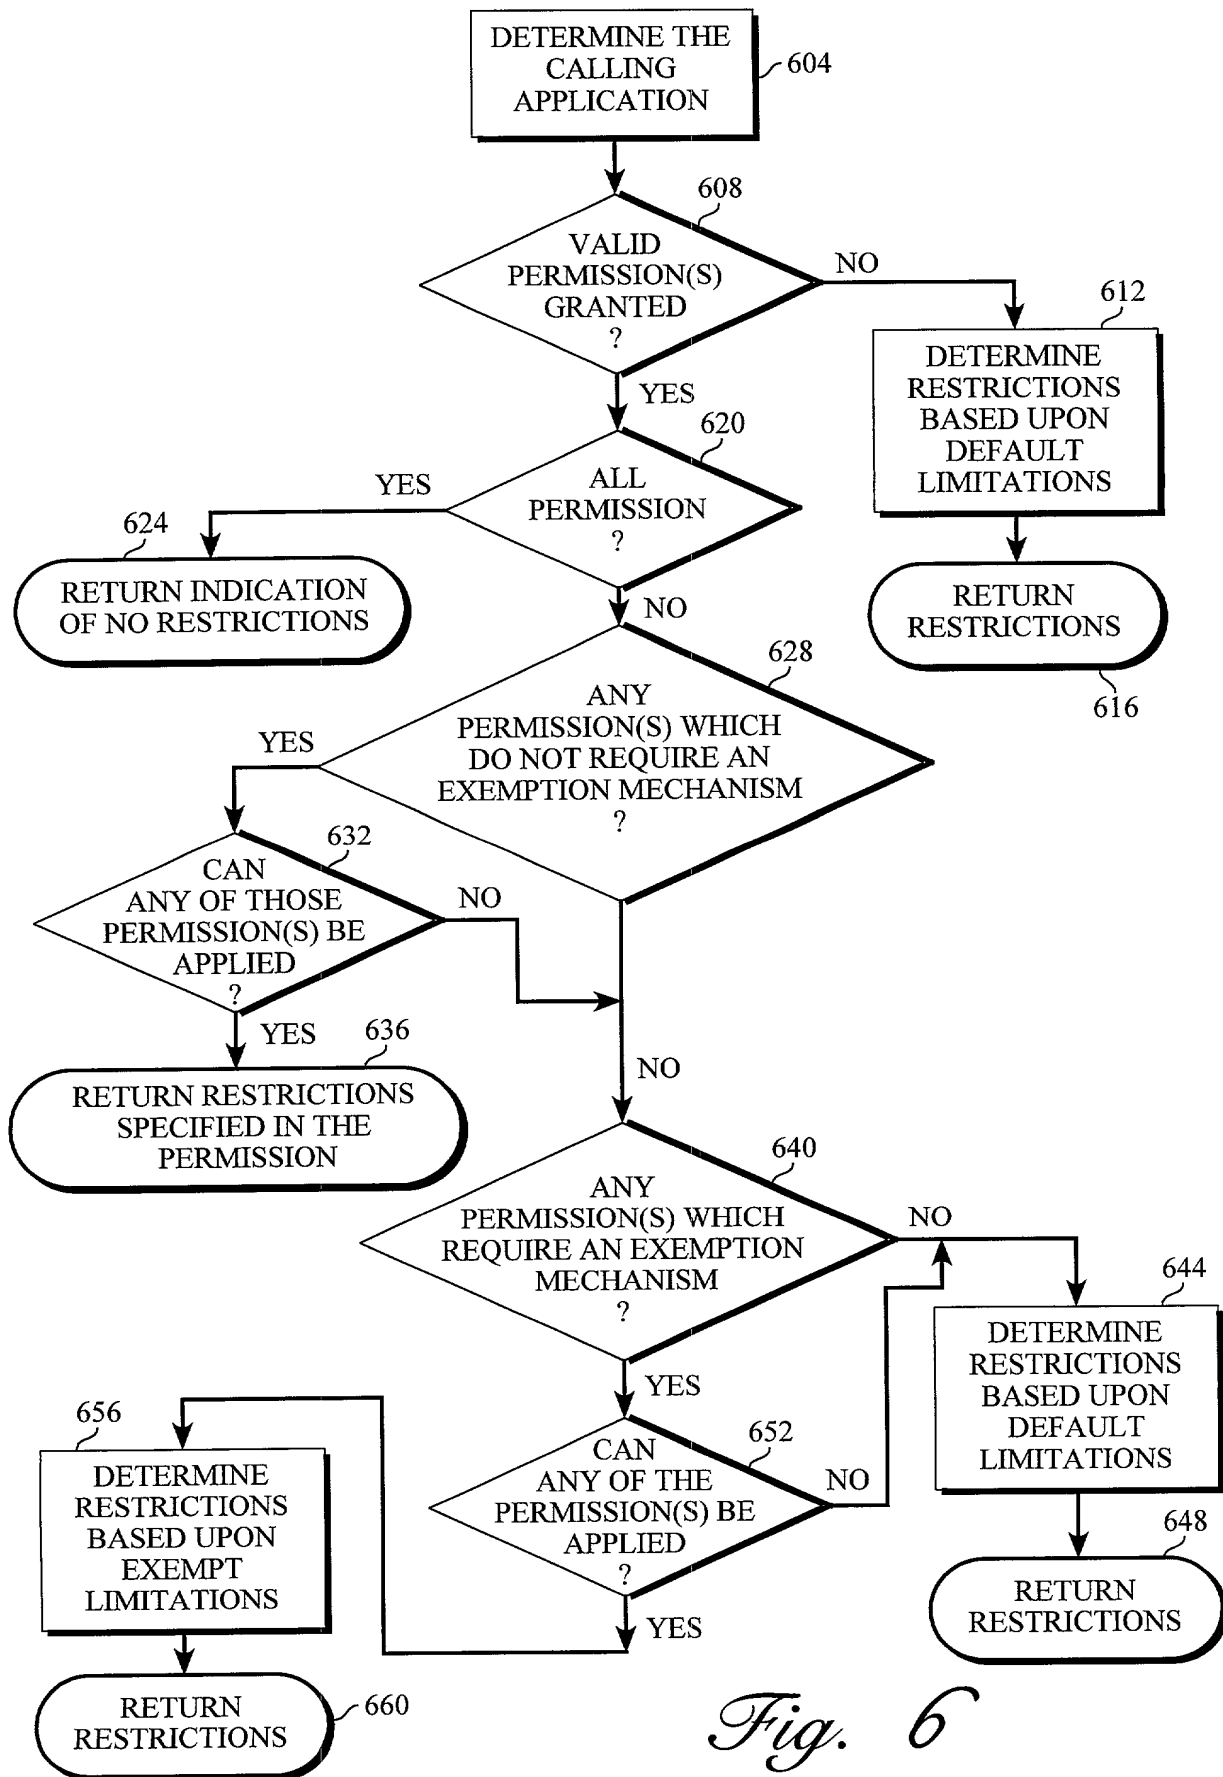 DETERMINE THE
CALLING
APPLICATION
604
608
VALID
PERMISSION(S)
GRANTED
?
NO
YES
612
DETERMINE
RESTRICTIONS
BASED UPON
DEFAULT
LIMITATIONS
620
ALL
PERMISSION
?
YES
NO
624
RETURN INDICATION
OF NO RESTRICTIONS
RETURN
RESTRICTIONS
616
628
ANY
PERMISSION(S) WHICH
DO NOT REQUIRE AN
EXEMPTION MECHANISM
?
YES
632
CAN
ANY OF THOSE
PERMISSION(S) BE
APPLIED
?
NO
YES
636
RETURN RESTRICTIONS
SPECIFIED IN THE
PERMISSION
NO
640
ANY
PERMISSION(S) WHICH
REQUIRE AN EXEMPTION
MECHANISM
?
NO
YES
644
DETERMINE
RESTRICTIONS
BASED UPON
DEFAULT
LIMITATIONS
652
CAN
ANY OF THE
PERMISSION(S) BE
APPLIED
?
NO
YES
656
DETERMINE
RESTRICTIONS
BASED UPON
EXEMPT
LIMITATIONS
648
RETURN
RESTRICTIONS
RETURN
RESTRICTIONS
660
Fig. 6